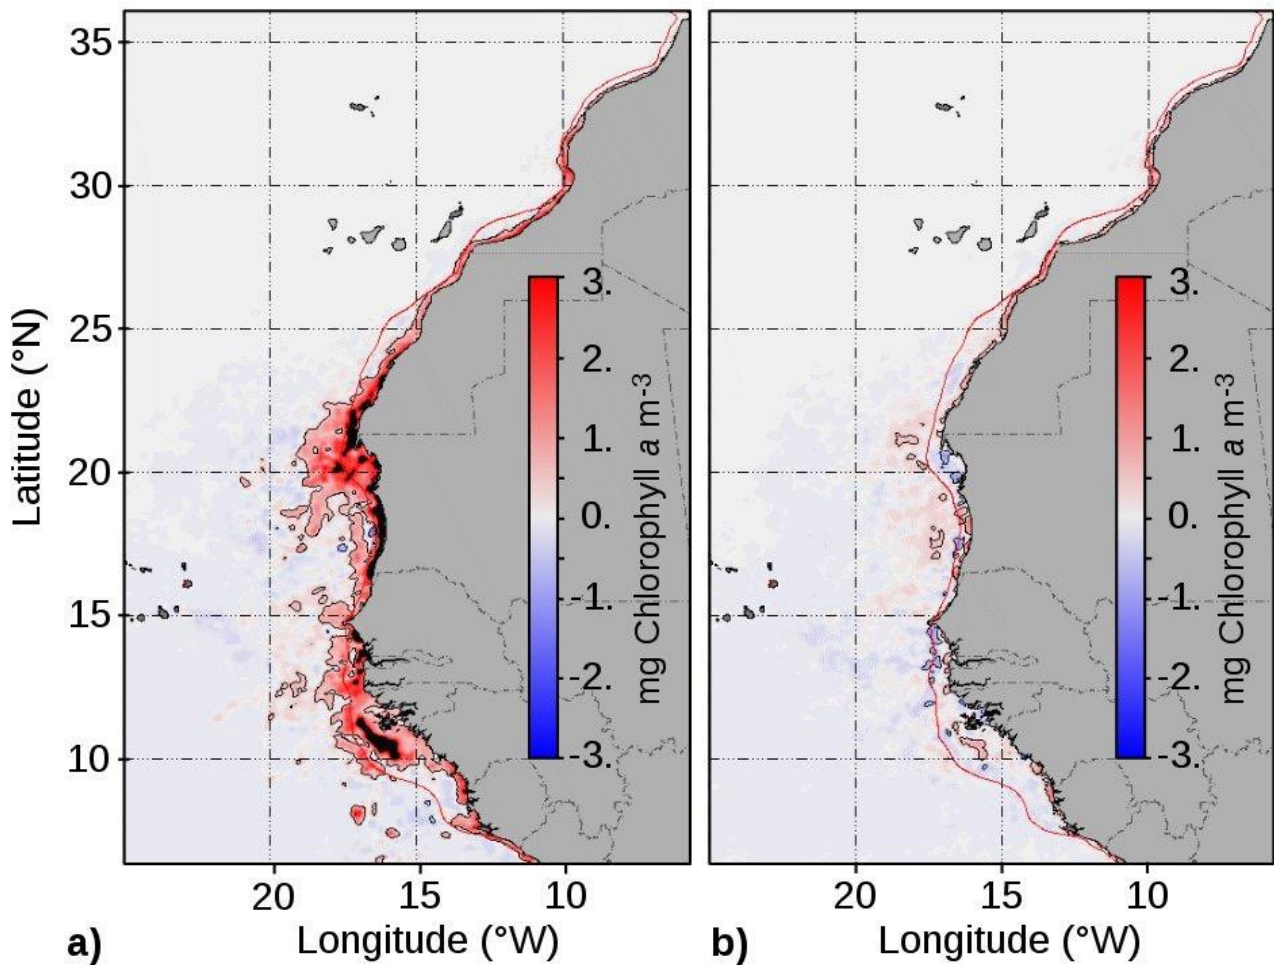 35
30
25
20
15
10
Latitude (°N)
3.
2.
1.
0.
-1.
-2.
-3.
mg Chlorophyll a m-3
20 15 10
a) Longitude (°W)
3.
2.
1.
0.
-1.
-2.
-3.
mg Chlorophyll a m-3
20 15 10
b) Longitude (°W)